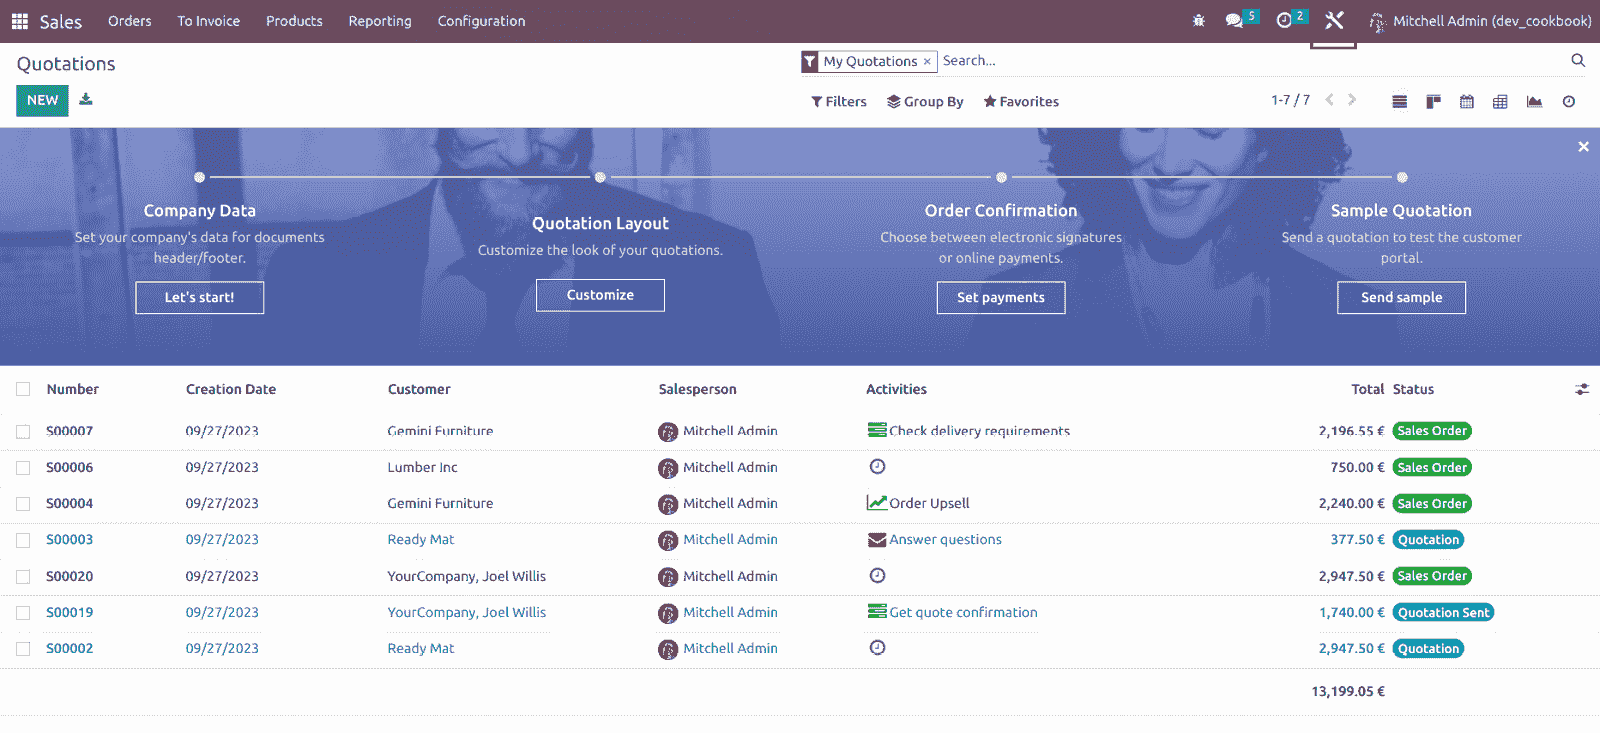 Sales Orders To Invoice Products Reporting Configuration 5 2 Mitchell Admin (dev_cookbook)
Quotations My Quotations × Search...
NEW Filters Group By Favorites 1-7 / 7
Company Data
Set your company's data for documents
header/footer.
Let's start!
Quotation Layout
Customize the look of your quotations.
Customize
Order Confirmation
Choose between electronic signatures
or online payments.
Set payments
Sample Quotation
Send a quotation to test the customer
portal.
Send sample
Number Creation Date Customer Salesperson Activities Total Status
S00007 09/27/2023 Gemini Furniture Mitchell Admin Check delivery requirements 2,196.55 € Sales Order
S00006 09/27/2023 Lumber Inc Mitchell Admin 750.00 € Sales Order
S00004 09/27/2023 Gemini Furniture Mitchell Admin Order Upsell 2,240.00 € Sales Order
S00003 09/27/2023 Ready Mat Mitchell Admin Answer questions 377.50 € Quotation
S00020 09/27/2023 YourCompany, Joel Willis Mitchell Admin 2,947.50 € Sales Order
S00019 09/27/2023 YourCompany, Joel Willis Mitchell Admin Get quote confirmation 1,740.00 € Quotation Sent
S00002 09/27/2023 Ready Mat Mitchell Admin 2,947.50 € Quotation
13,199.05 €